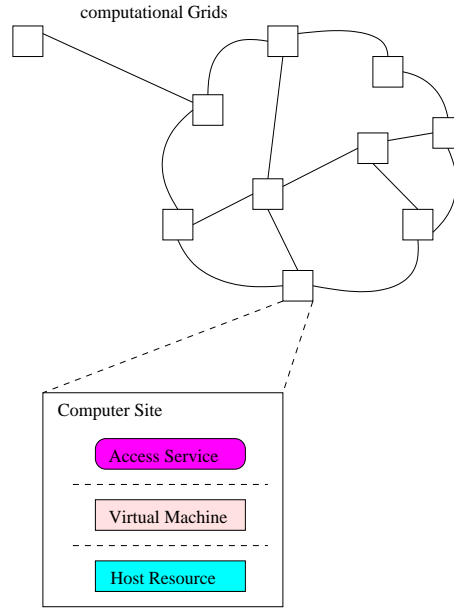 computational Grids
Computer Site
Access Service
Virtual Machine
Host Resource